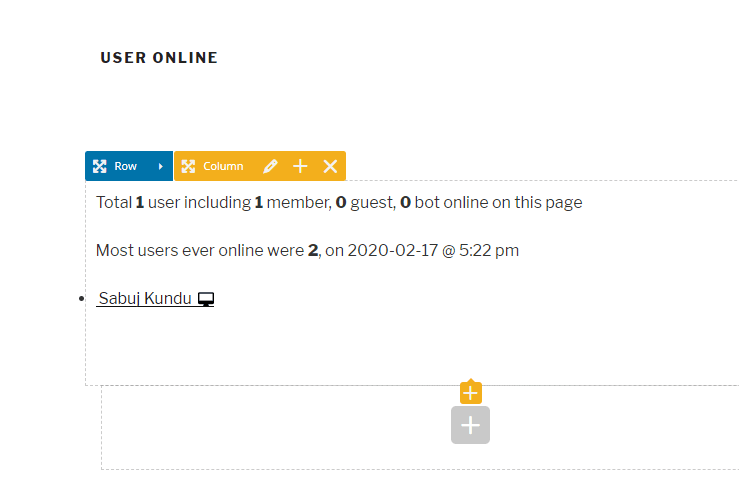 USER ONLINE
Row Column
Total 1 user including 1 member, 0 guest, 0 bot online on this page
Most users ever online were 2, on 2020-02-17 @ 5:22 pm
Sabuj Kundu